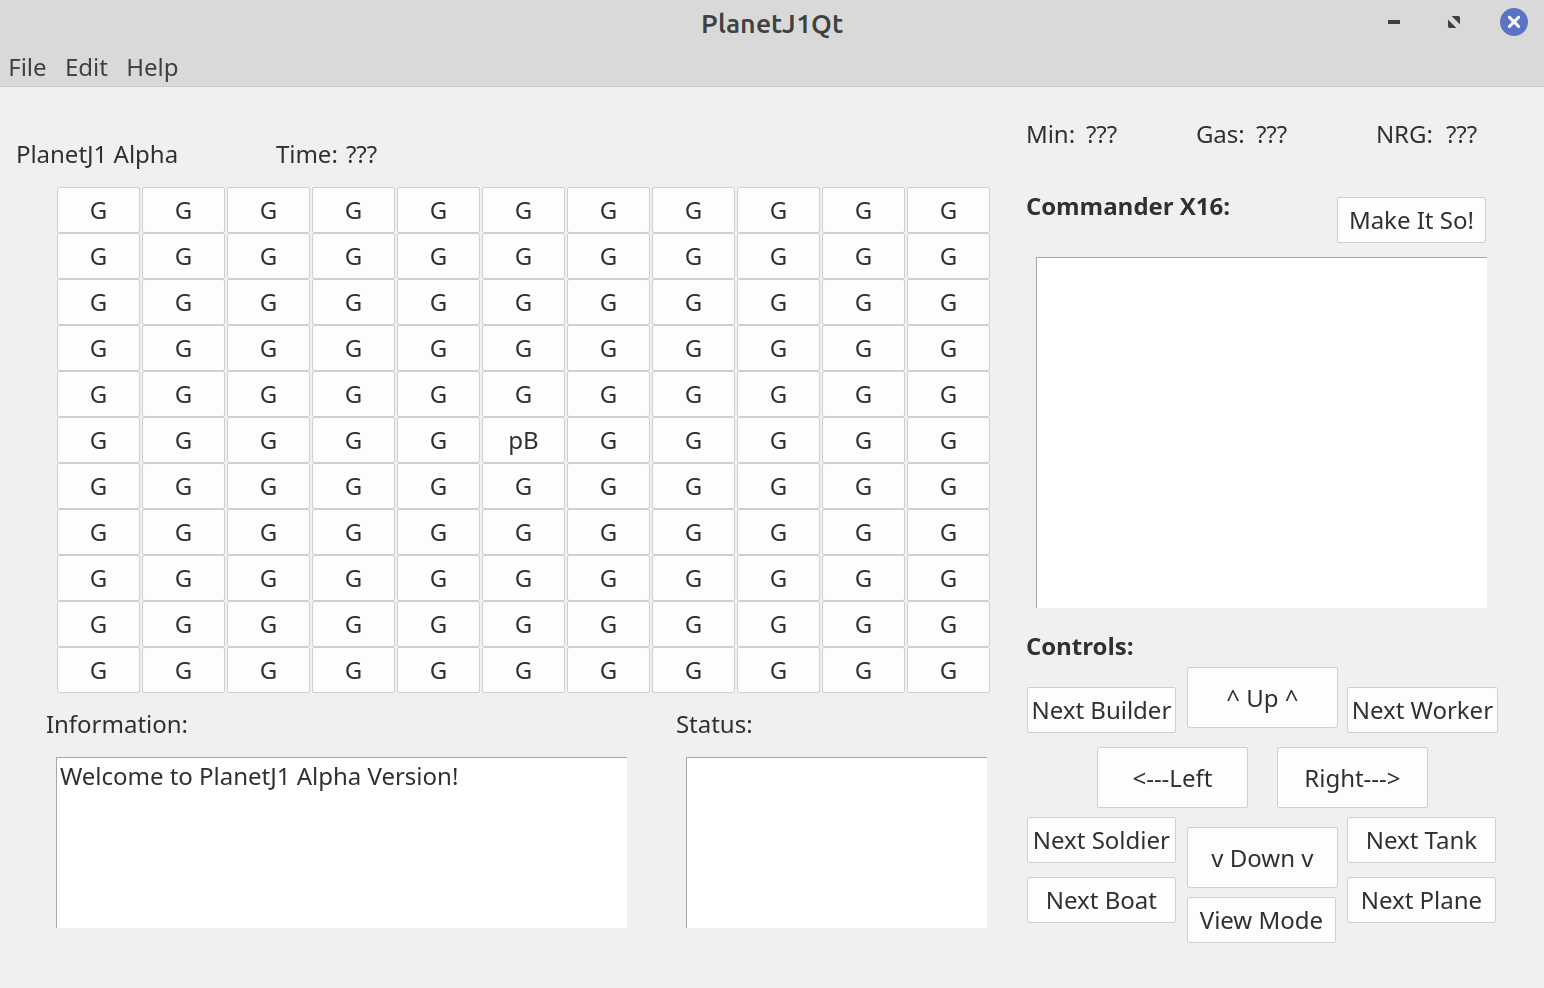 PlanetJ1Qt
File Edit Help
PlanetJ1 Alpha Time: ???
Min: ??? Gas: ??? NRG: ???
G G G G G G G G G G G
G G G G G G G G G G G
G G G G G G G G G G G
G G G G G G G G G G G
G G G G G G G G G G G
G G G G G pB G G G G G
G G G G G G G G G G G
G G G G G G G G G G G
G G G G G G G G G G G
G G G G G G G G G G G
G G G G G G G G G G G
Information:
Welcome to PlanetJ1 Alpha Version!
Status:
Commander X16:
Make It So!
Controls:
Next Builder ^ Up ^ Next Worker
<---Left Right--->
Next Soldier v Down v Next Tank
Next Boat View Mode Next Plane